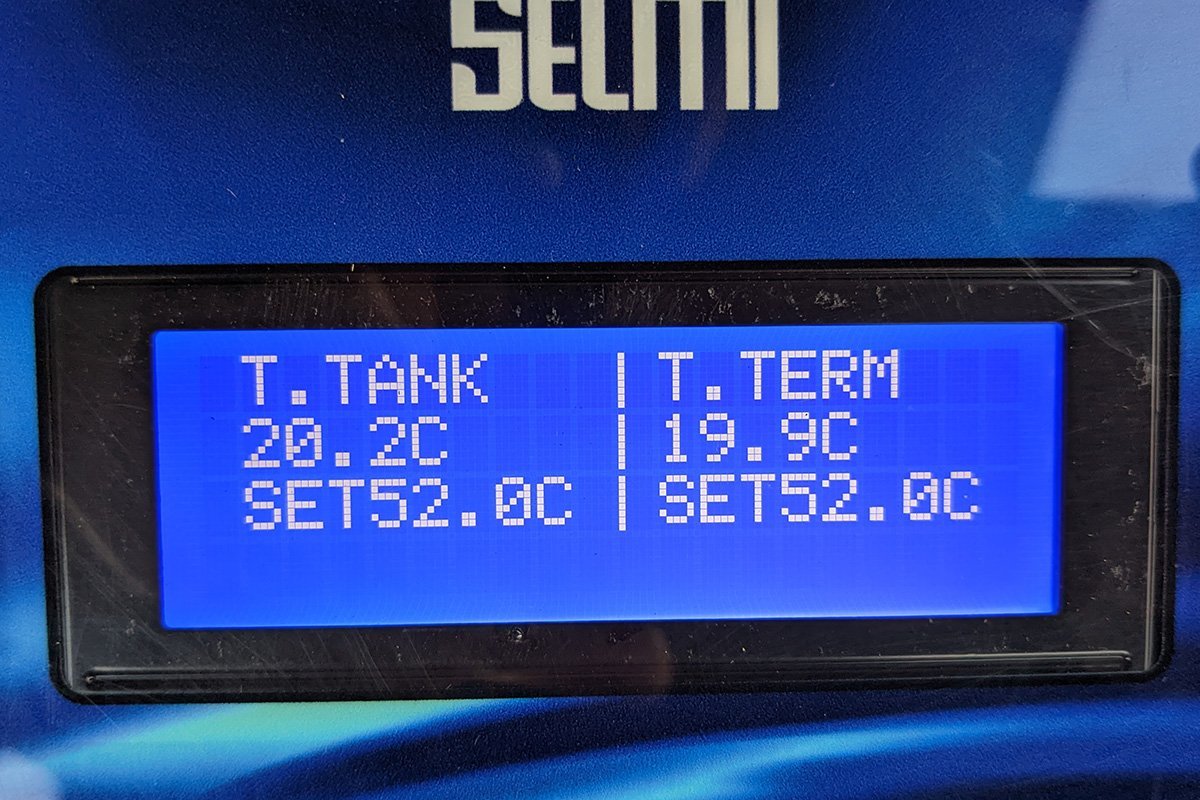 SELMI
T.TANK | T.TERM
20.2C | 19.9C
SET52.0C | SET52.0C